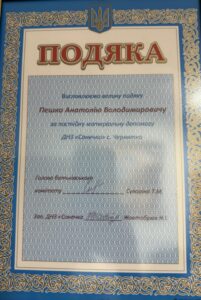 ПОДЯКА
Висловлюємо велику подяку
Пешко Анатолію Володимировичу
за постійну матеріальну допомогу
ДНЗ «Сонечко» с.
Голова батьківського
комітету Т.М.
Зав. ДНЗ «Сонечко Жовтобрух Н.І.